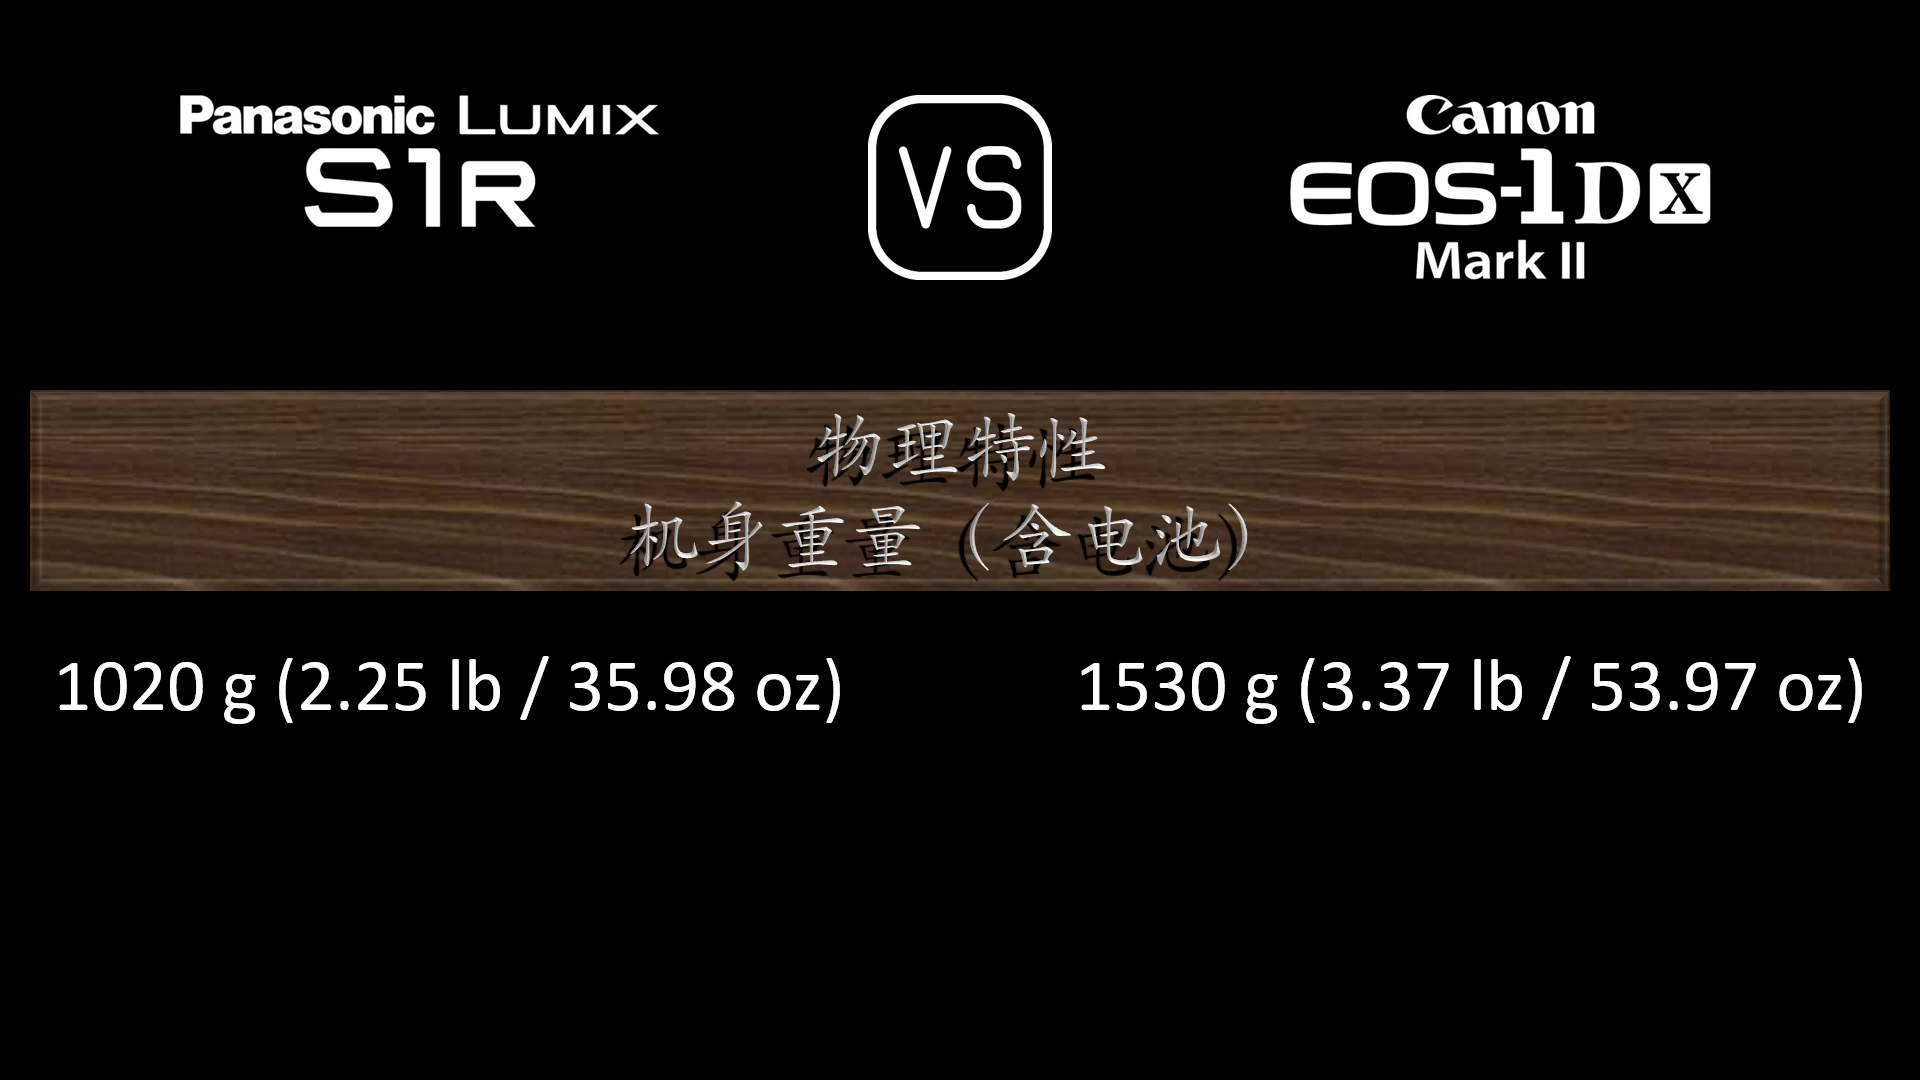 Panasonic LUMIX
S1R
VS
Canon
EOS-1DX
Mark II
物理特性
机身重量（含电池）
1020 g (2.25 lb / 35.98 oz)
1530 g (3.37 lb / 53.97 oz)